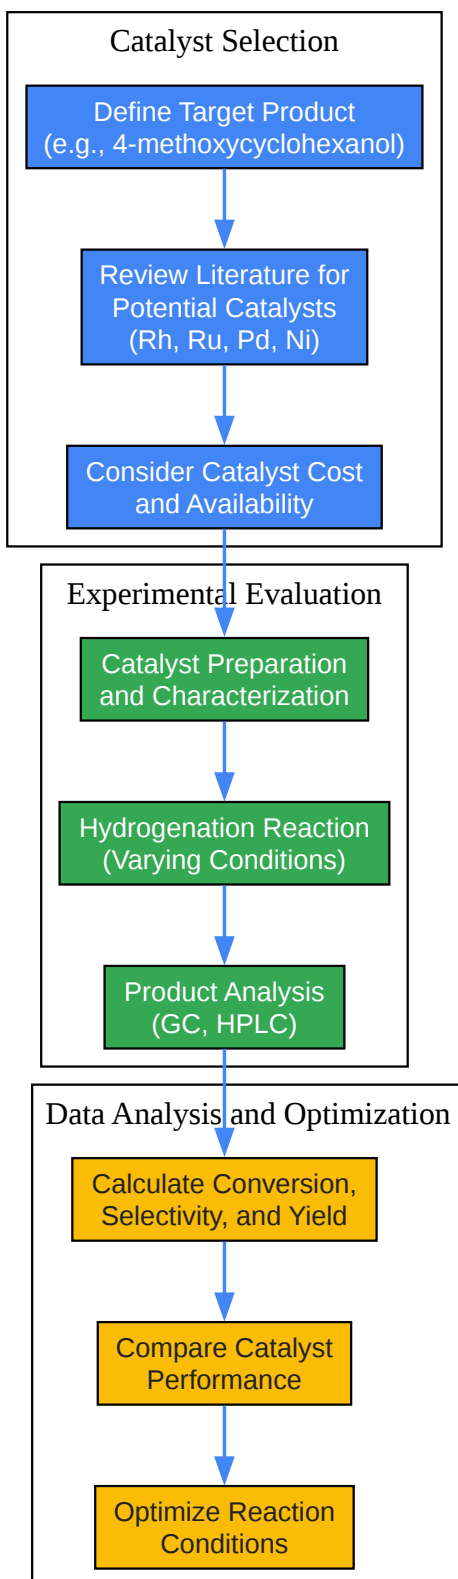 Catalyst Selection
Define Target Product
(e.g., 4-methoxycyclohexanol)
Review Literature for
Potential Catalysts
(Rh, Ru, Pd, Ni)
Consider Catalyst Cost
and Availability
Experimental Evaluation
Catalyst Preparation
and Characterization
Hydrogenation Reaction
(Varying Conditions)
Product Analysis
(GC, HPLC)
Data Analysis and Optimization
Calculate Conversion,
Selectivity, and Yield
Compare Catalyst
Performance
Optimize Reaction
Conditions